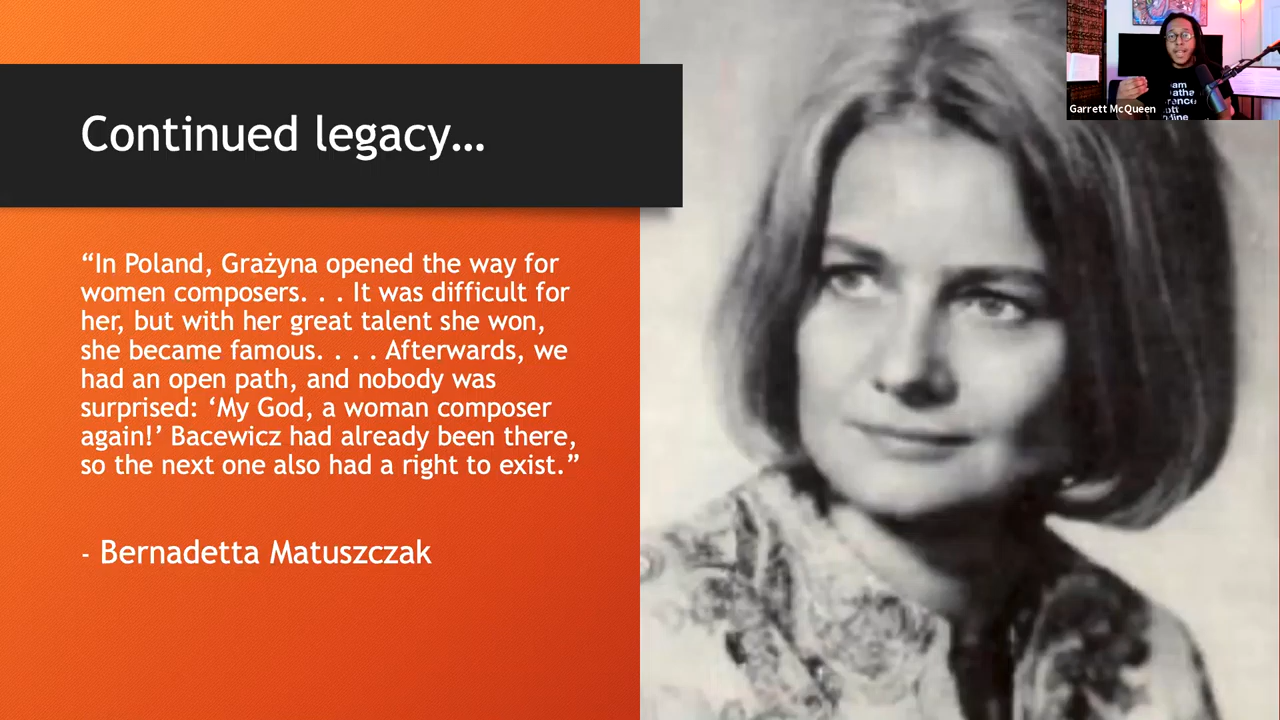 Continued legacy...
“In Poland, Grażyna opened the way for
women composers. . . It was difficult for
her, but with her great talent she won,
she became famous. . . . Afterwards, we
had an open path, and nobody was
surprised: ‘My God, a woman composer
again!’ Bacewicz had already been there,
so the next one also had a right to exist.”
- Bernadetta Matuszczak
Garrett McQueen